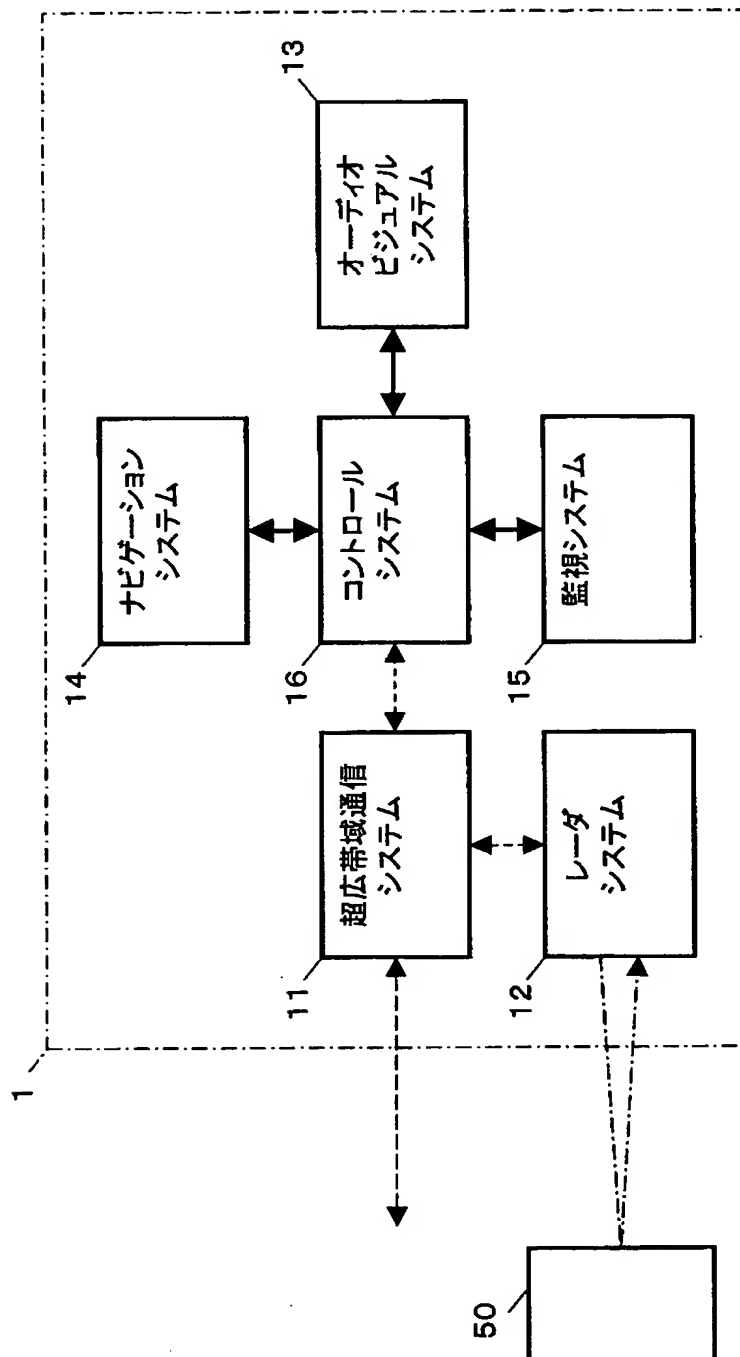 1
14
ナビゲーション
システム
11
超広帯域通信
システム
16
コントロール
システム
13
オーディオ
ビジュアル
システム
12
レーダ
システム
15
監視システム
50